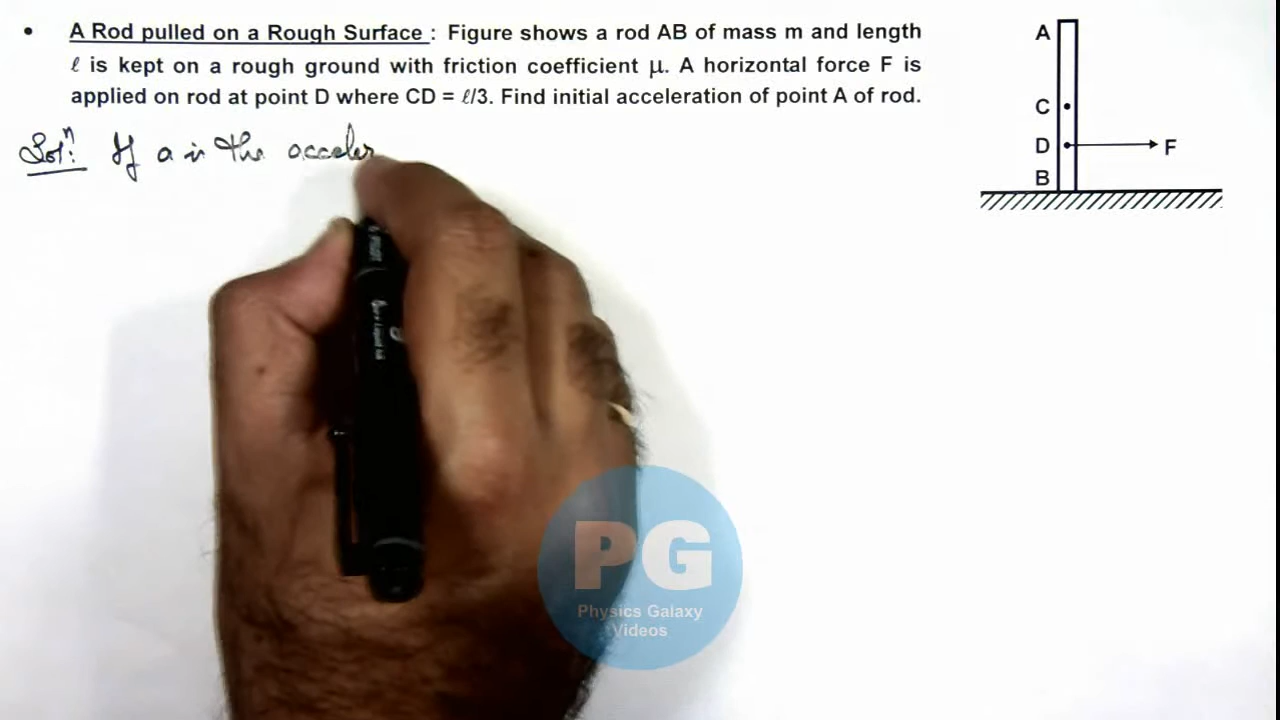 • A Rod pulled on a Rough Surface : Figure shows a rod AB of mass m and length
ℓ is kept on a rough ground with friction coefficient μ. A horizontal force F is
applied on rod at point D where CD = ℓ/3. Find initial acceleration of point A of rod.
Solⁿ: If a is the acceler
A
C
D
F
B
PG
Physics Galaxy
Videos